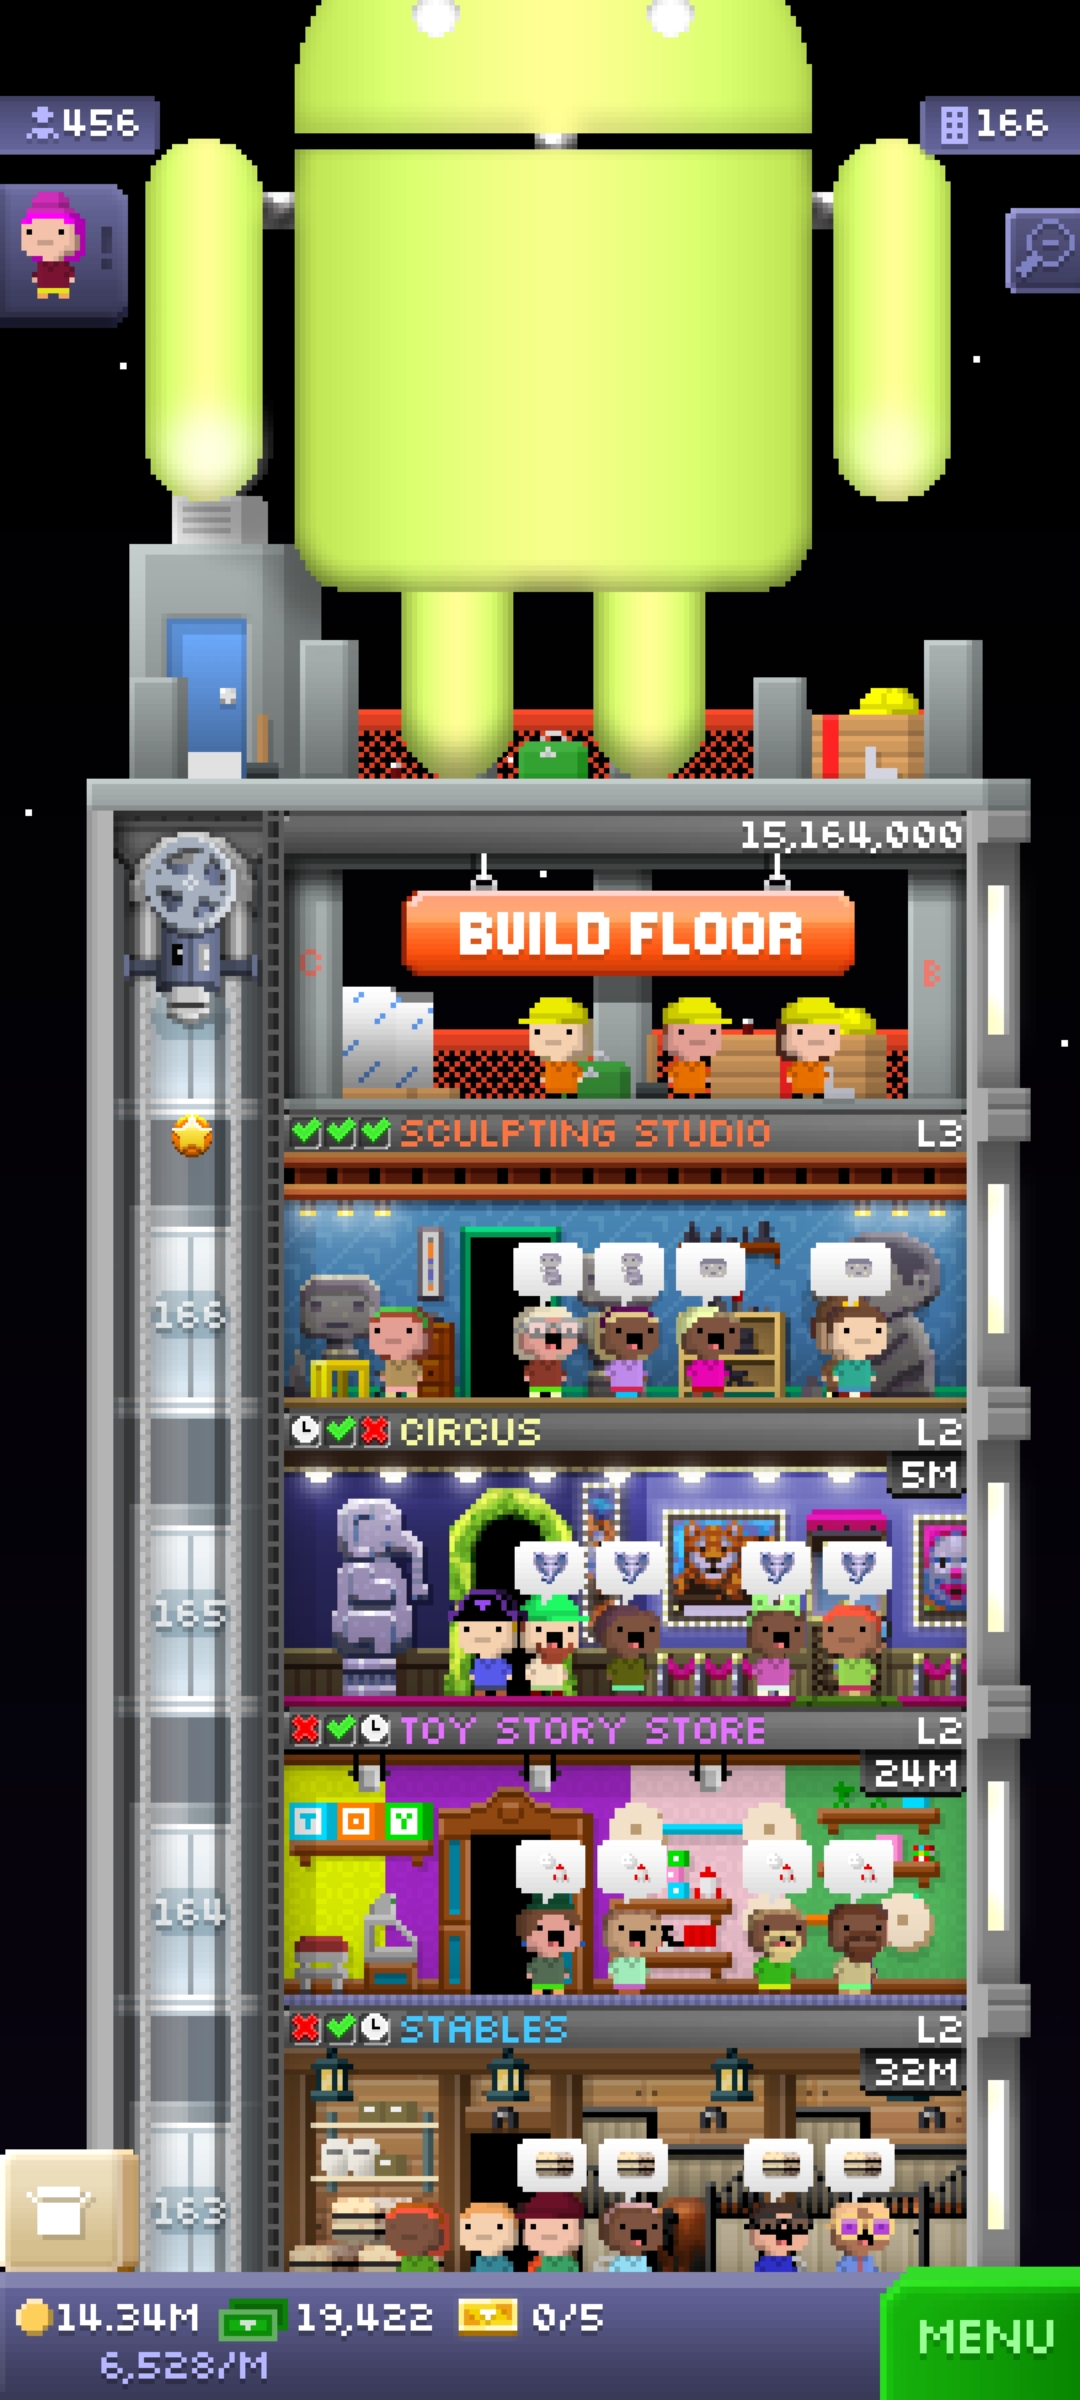 456
166
15,164,000
BUILD FLOOR
C
B
SCULPTING STUDIO L3
166
CIRCUS L2
5M
165
TOY STORY STORE L2
24M
T O Y
164
STABLES L2
32M
163
14.34M 19,422 0/5
6,528/M
MENU